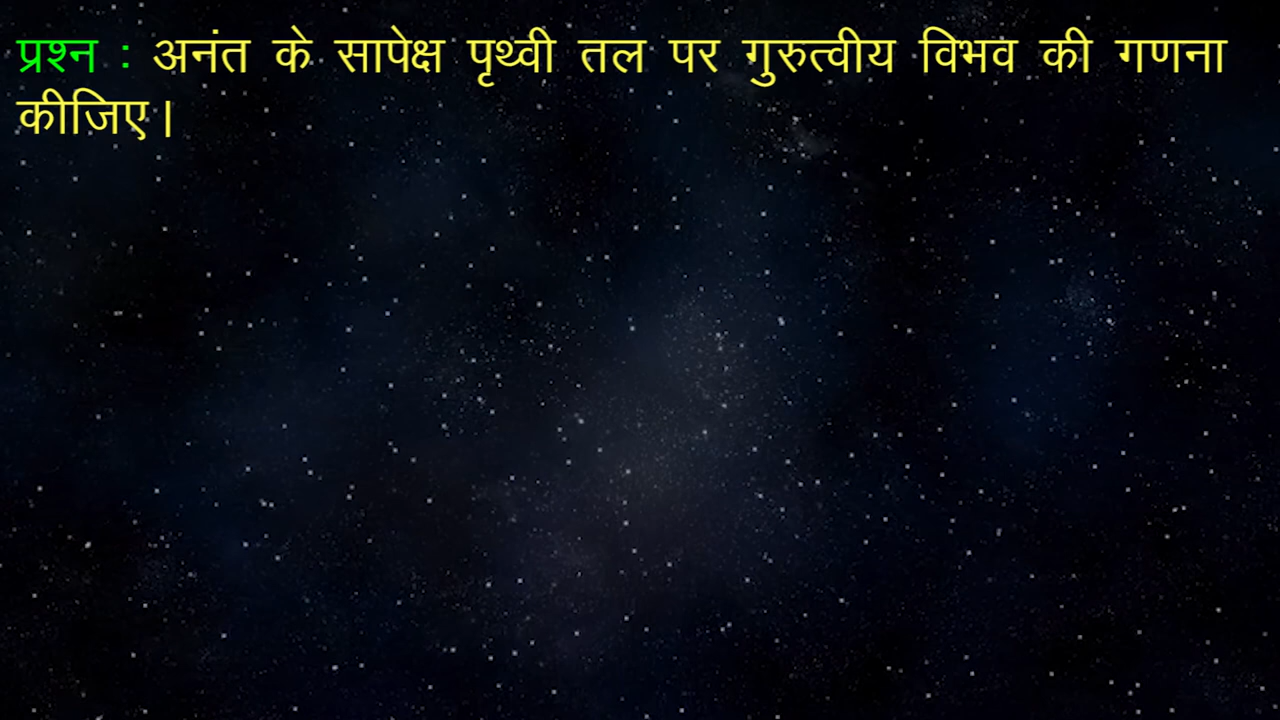 प्रश्न : अनंत के सापेक्ष पृथ्वी तल पर गुरुत्वीय विभव की गणना
कीजिए।